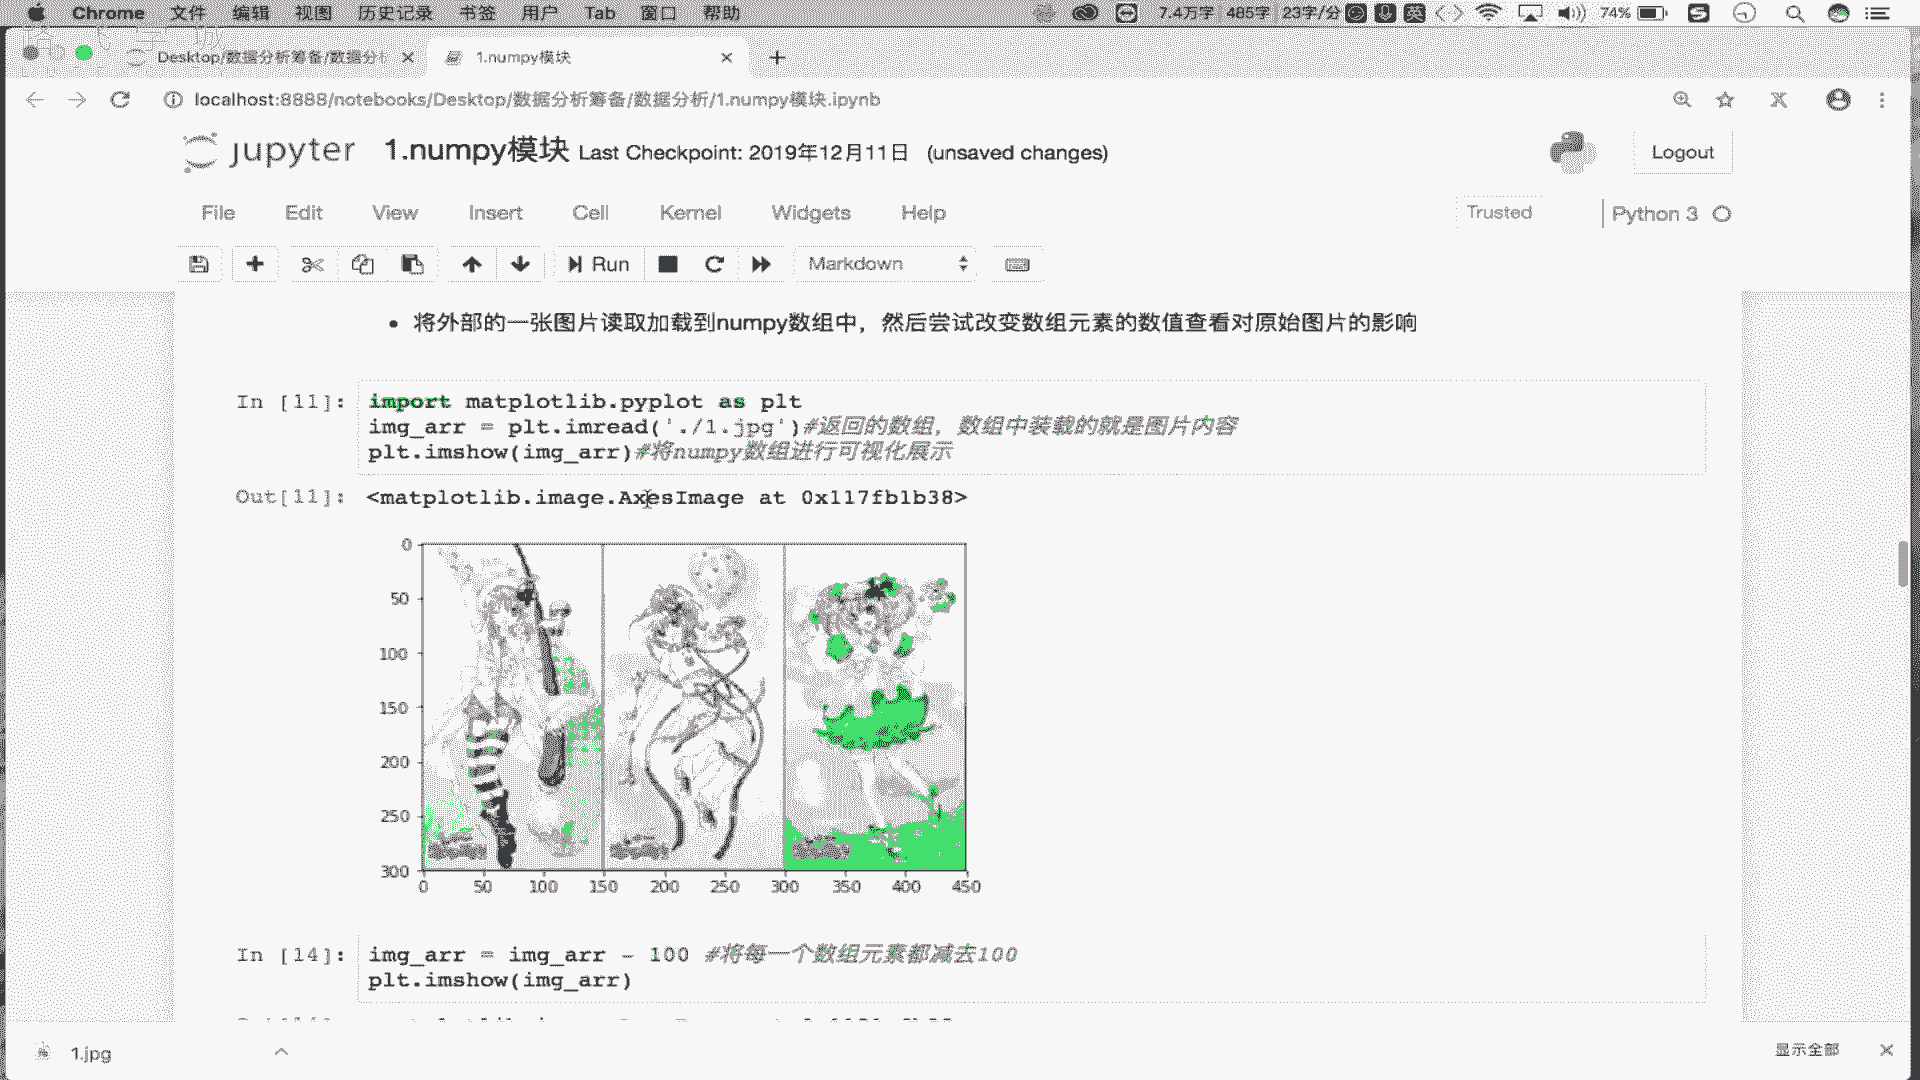 Chrome 文件 编辑 视图 历史记录 书签 用户 Tab 窗口 帮助 7.4万字 485字 23字/分 英 74%
Desktop/数据分析筹备/数据分析 1.numpy模块
localhost:8888/notebooks/Desktop/数据分析筹备/数据分析/1.numpy模块.ipynb
jupyter 1.numpy模块 Last Checkpoint: 2019年12月11日 (unsaved changes) Logout
File Edit View Insert Cell Kernel Widgets Help Trusted Python 3
Run Markdown
• 将外部的一张图片读取加载到numpy数组中，然后尝试改变数组元素的数值查看对原始图片的影响
In [11]: import matplotlib.pyplot as plt
img_arr = plt.imread('./1.jpg')#返回的数组，数组中装载的就是图片内容
plt.imshow(img_arr)#将numpy数组进行可视化展示
Out[11]: <matplotlib.image.AxesImage at 0x117fb1b38>
0
50
100
150
200
250
300
0 50 100 150 200 250 300 350 400 450
In [14]: img_arr = img_arr - 100 #将每一个数组元素都减去100
plt.imshow(img_arr)
1.jpg 显示全部